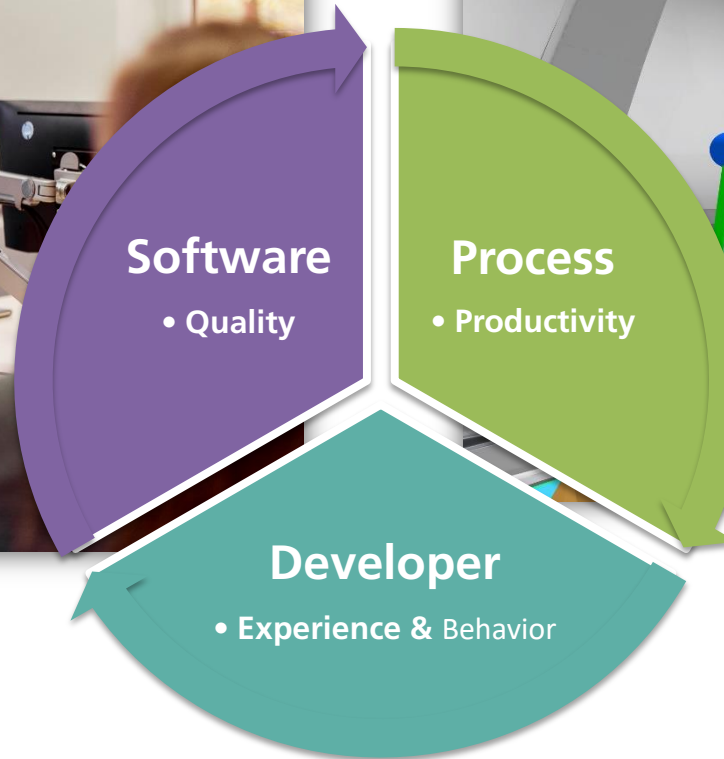 Software
• Quality
Process
• Productivity
Developer
• Experience & Behavior